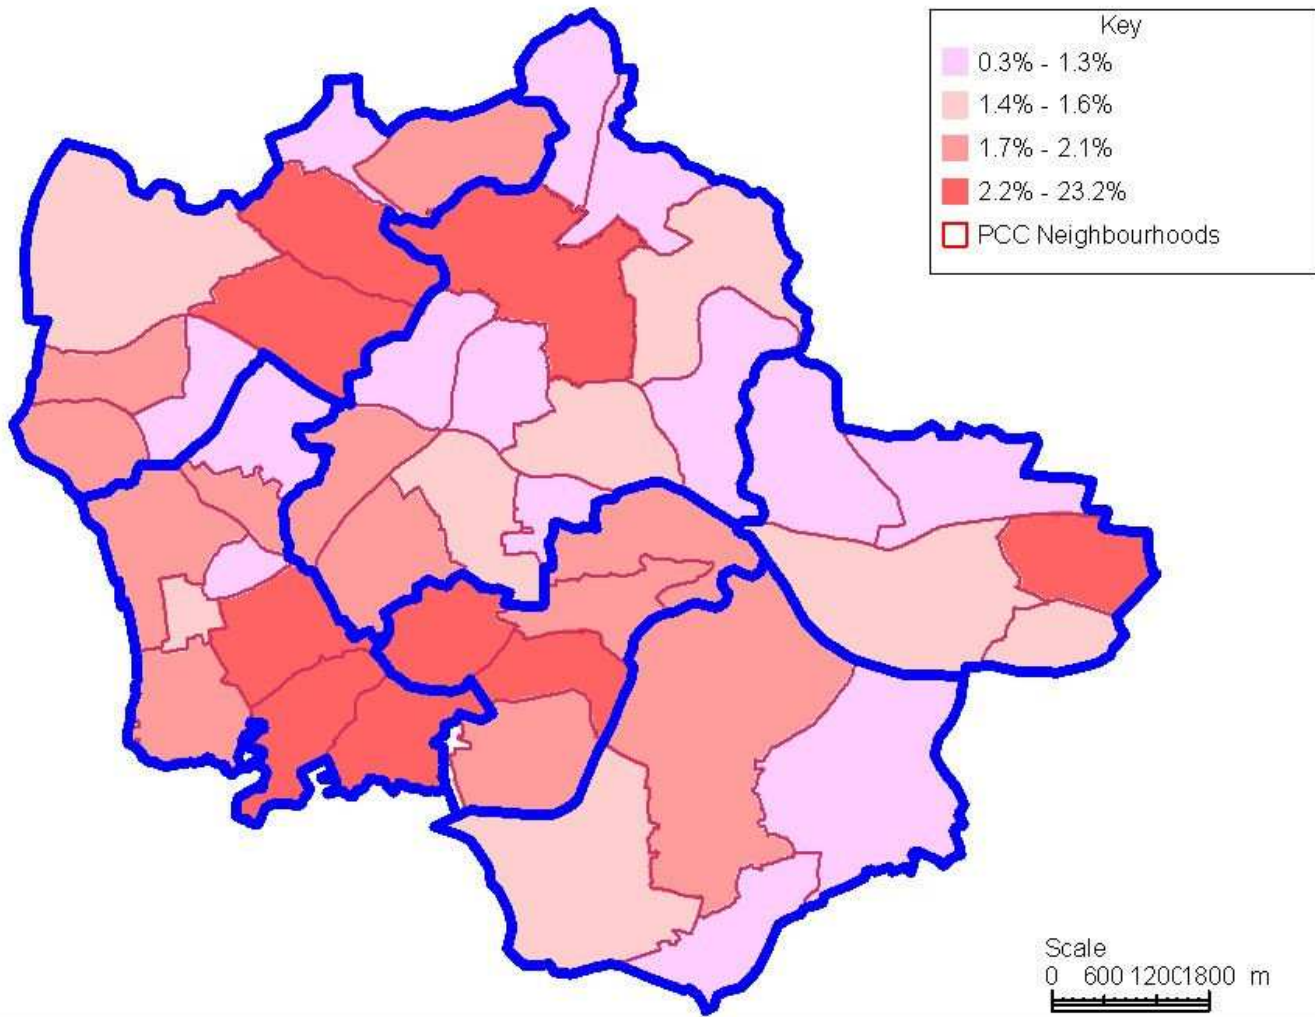 Key
0.3% - 1.3%
1.4% - 1.6%
1.7% - 2.1%
2.2% - 23.2%
PCC Neighbourhoods
Scale
0 600 12001800 m